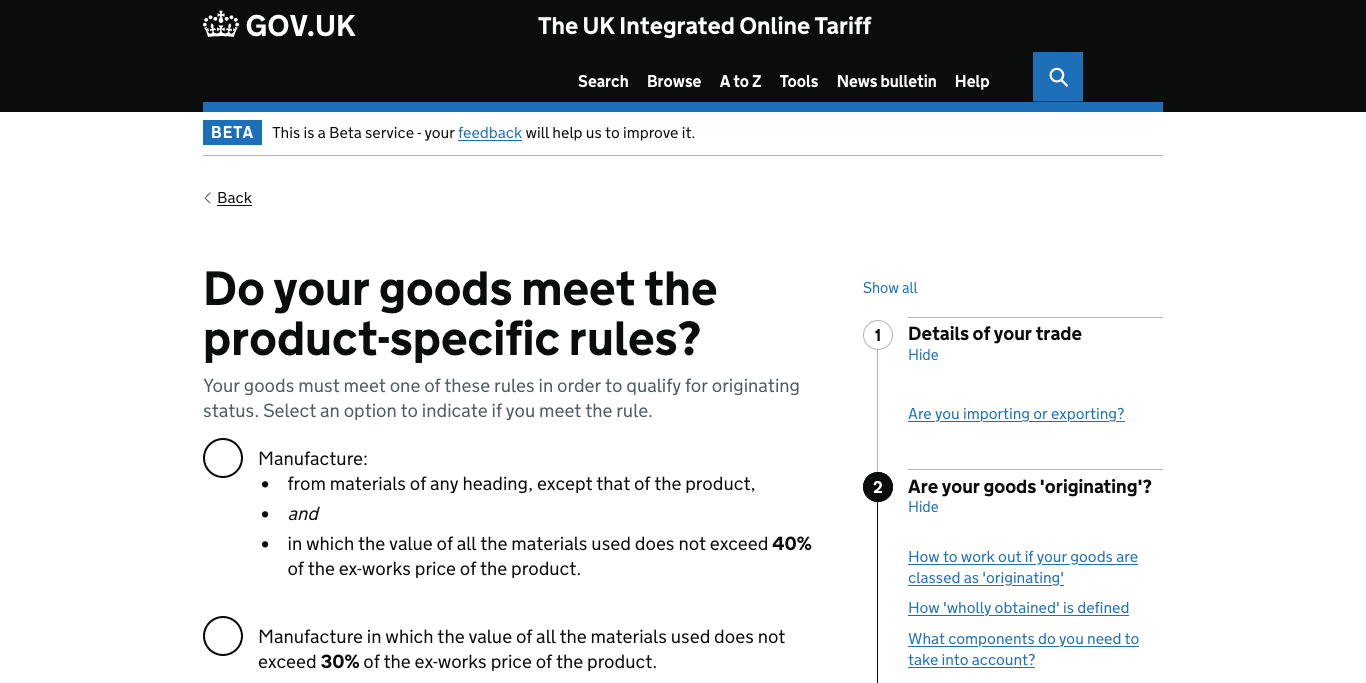 GOV.UK
The UK Integrated Online Tariff
Search Browse A to Z Tools News bulletin Help
BETA This is a Beta service - your feedback will help us to improve it.
Back
Do your goods meet the
product-specific rules?
Your goods must meet one of these rules in order to qualify for originating
status. Select an option to indicate if you meet the rule.
Manufacture:
• from materials of any heading, except that of the product,
• and
• in which the value of all the materials used does not exceed 40%
of the ex-works price of the product.
Manufacture in which the value of all the materials used does not
exceed 30% of the ex-works price of the product.
Show all
1 Details of your trade
Hide
Are you importing or exporting?
2 Are your goods 'originating'?
Hide
How to work out if your goods are
classed as 'originating'
How 'wholly obtained' is defined
What components do you need to
take into account?